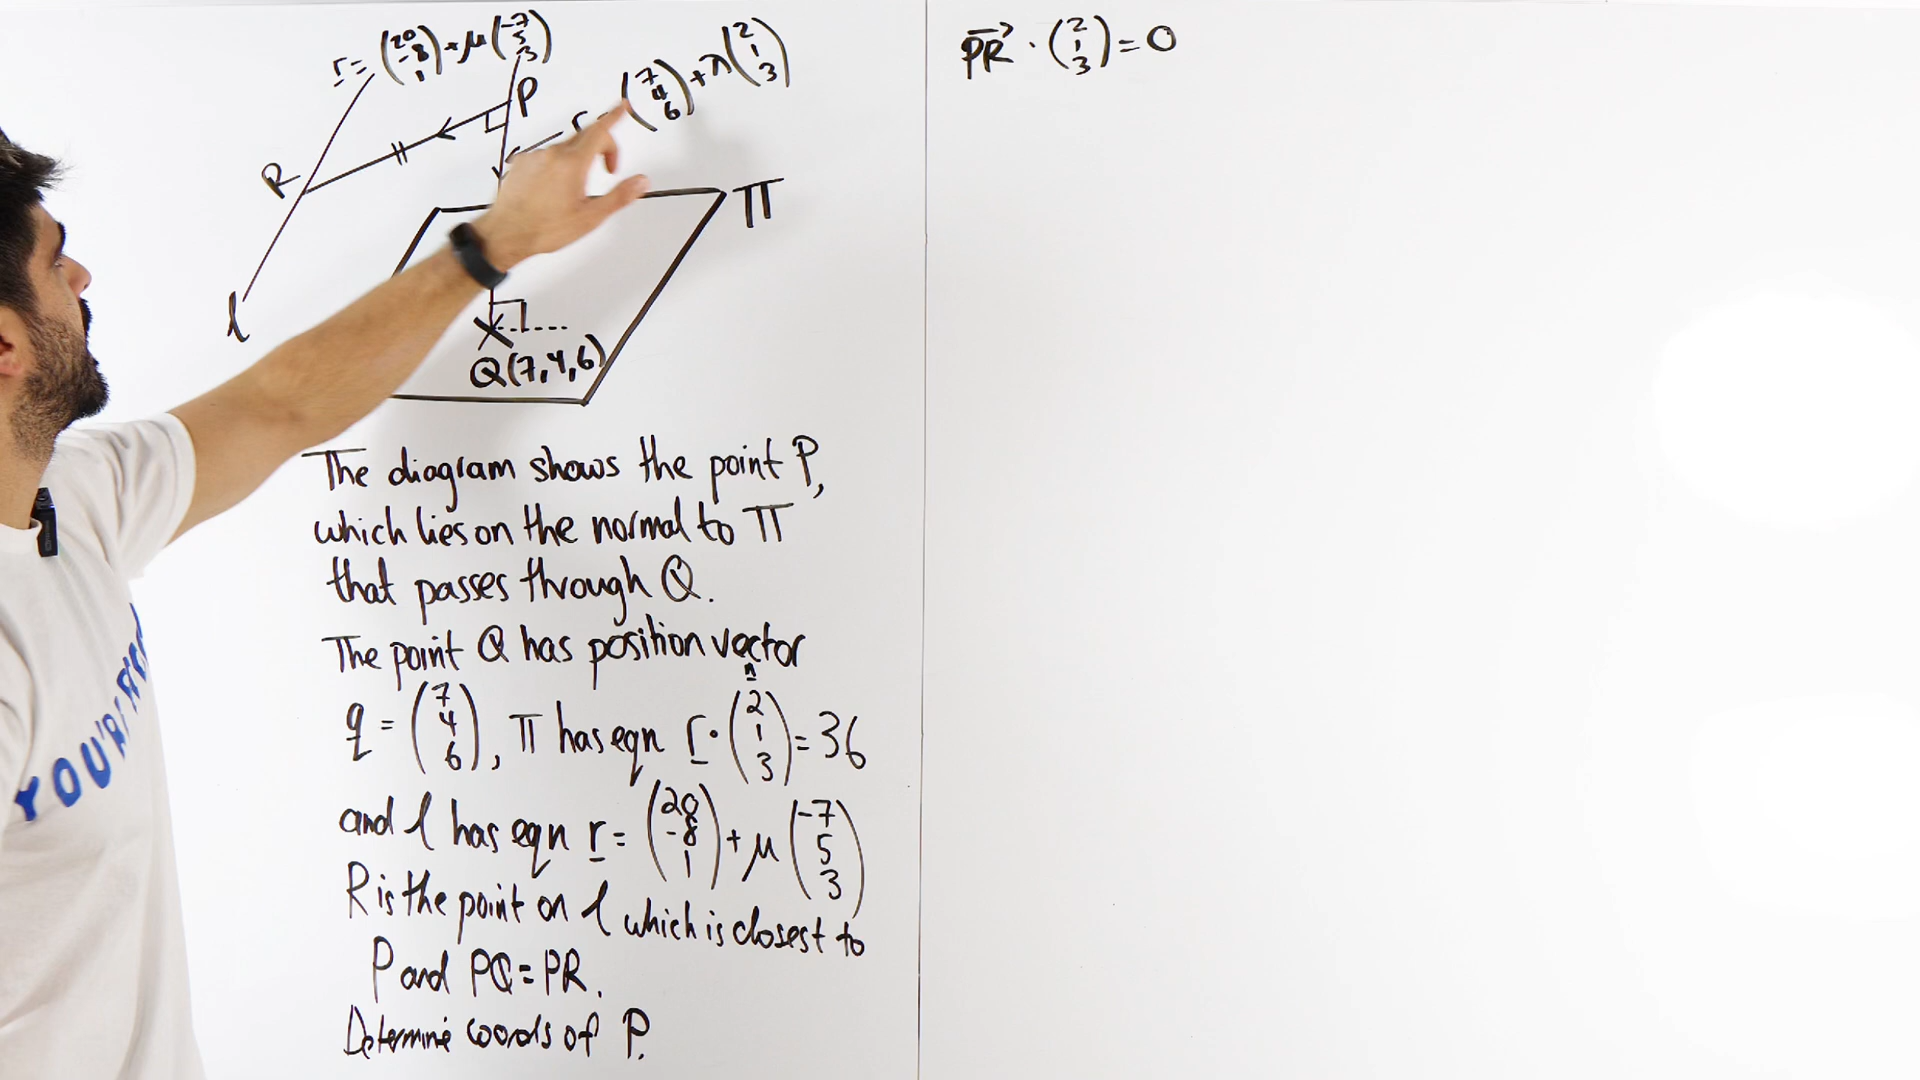 r = (20 -8 1) + μ(-7 5 3)
(7 4 6) + λ(2 1 3)
P
R
l
π
Q(7,4,6)
The diagram shows the point P,
which lies on the normal to π
that passes through Q.
The point Q has position vector
n
q = (7 4 6), π has eqn r·(2 1 3) = 36
and l has eqn r = (20 -8 1) + μ(-7 5 3)
R is the point on l which is closest to
P and PQ = PR.
Determine coords of P.
PR · (2 1 3) = 0